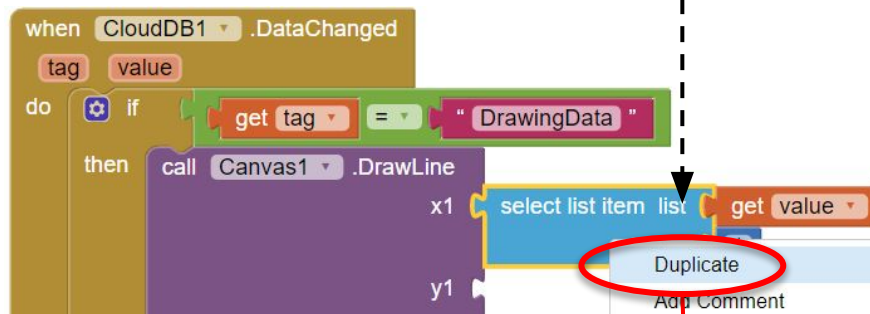 when CloudDB1 .DataChanged
tag value
do if get tag = " DrawingData "
then call Canvas1 .DrawLine
x1 select list item list get value
Duplicate
y1 Add Comment